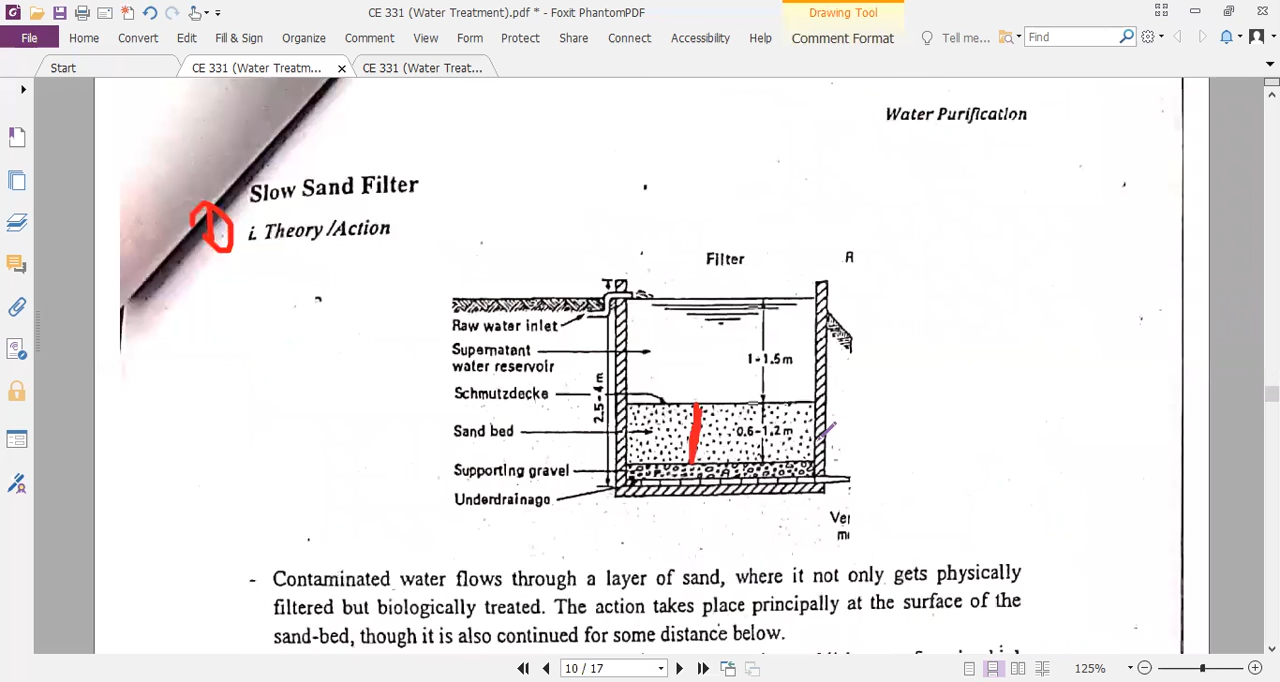 CE 331 (Water Treatment).pdf * - Foxit PhantomPDF
Drawing Tool
File Home Convert Edit Fill & Sign Organize Comment View Form Protect Share Connect Accessibility Help Comment Format Tell me... Find
Start CE 331 (Water Treatm... CE 331 (Water Treat...
Water Purification
Slow Sand Filter
i. Theory/Action
Filter
Raw water inlet
Supernatant
water reservoir
1-1.5m
Schmutzdecke
2.5-4 m
Sand bed
0.6-1.2 m
Supporting gravel
Underdrainage
Ver
- Contaminated water flows through a layer of sand, where it not only gets physically
filtered but biologically treated. The action takes place principally at the surface of the
sand-bed, though it is also continued for some distance below.
10 / 17
125%